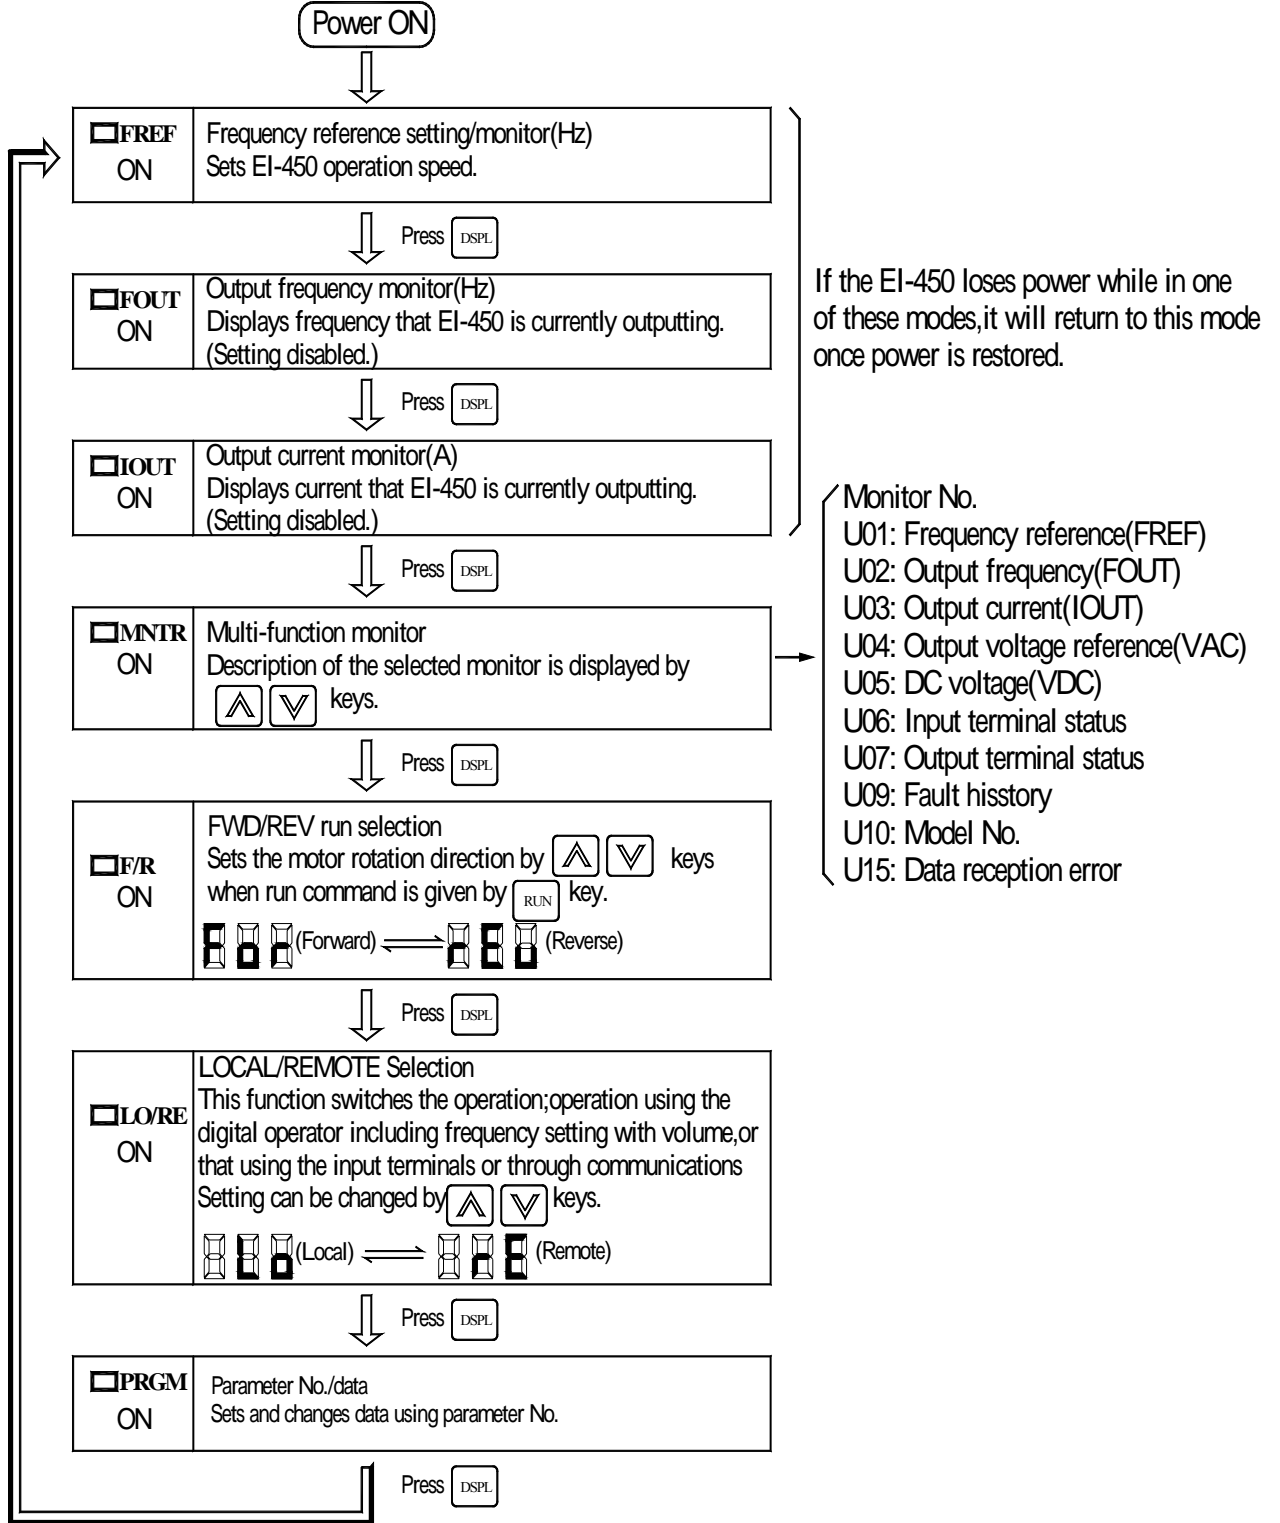 Power ON
FREF
ON
Frequency reference setting/monitor(Hz)
Sets EI-450 operation speed.
Press DSPL
FOUT
ON
Output frequency monitor(Hz)
Displays frequency that EI-450 is currently outputting.
(Setting disabled.)
Press DSPL
IOUT
ON
Output current monitor(A)
Displays current that EI-450 is currently outputting.
(Setting disabled.)
If the EI-450 loses power while in one
of these modes,it will return to this mode
once power is restored.
Press DSPL
MNTR
ON
Multi-function monitor
Description of the selected monitor is displayed by
keys.
Monitor No.
U01: Frequency reference(FREF)
U02: Output frequency(FOUT)
U03: Output current(IOUT)
U04: Output voltage reference(VAC)
U05: DC voltage(VDC)
U06: Input terminal status
U07: Output terminal status
U09: Fault hisstory
U10: Model No.
U15: Data reception error
Press DSPL
F/R
ON
FWD/REV run selection
Sets the motor rotation direction by keys
when run command is given by RUN key.
For (Forward) rEu (Reverse)
Press DSPL
LO/RE
ON
LOCAL/REMOTE Selection
This function switches the operation;operation using the
digital operator including frequency setting with volume,or
that using the input terminals or through communications
Setting can be changed by keys.
Lo (Local) rE (Remote)
Press DSPL
PRGM
ON
Parameter No./data
Sets and changes data using parameter No.
Press DSPL